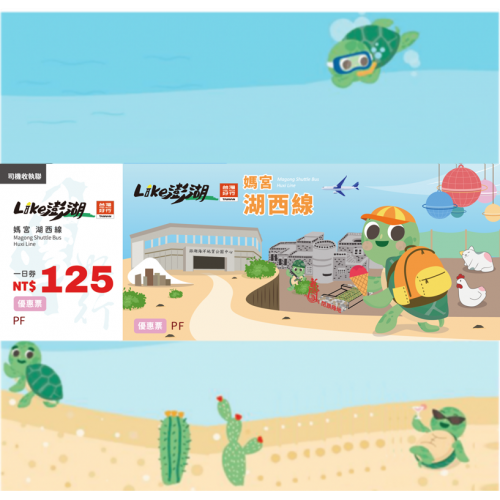 司機收執聯
Like澎湖
台灣好行
TAIWAN
媽宮 湖西線
Magong Shuttle Bus
Huxi Line
一日券
NT$125
優惠票
PF
Like澎湖
台灣好行
TAIWAN
媽宮
Magong Shuttle Bus
Huxi Line
湖西線
優惠票
PF